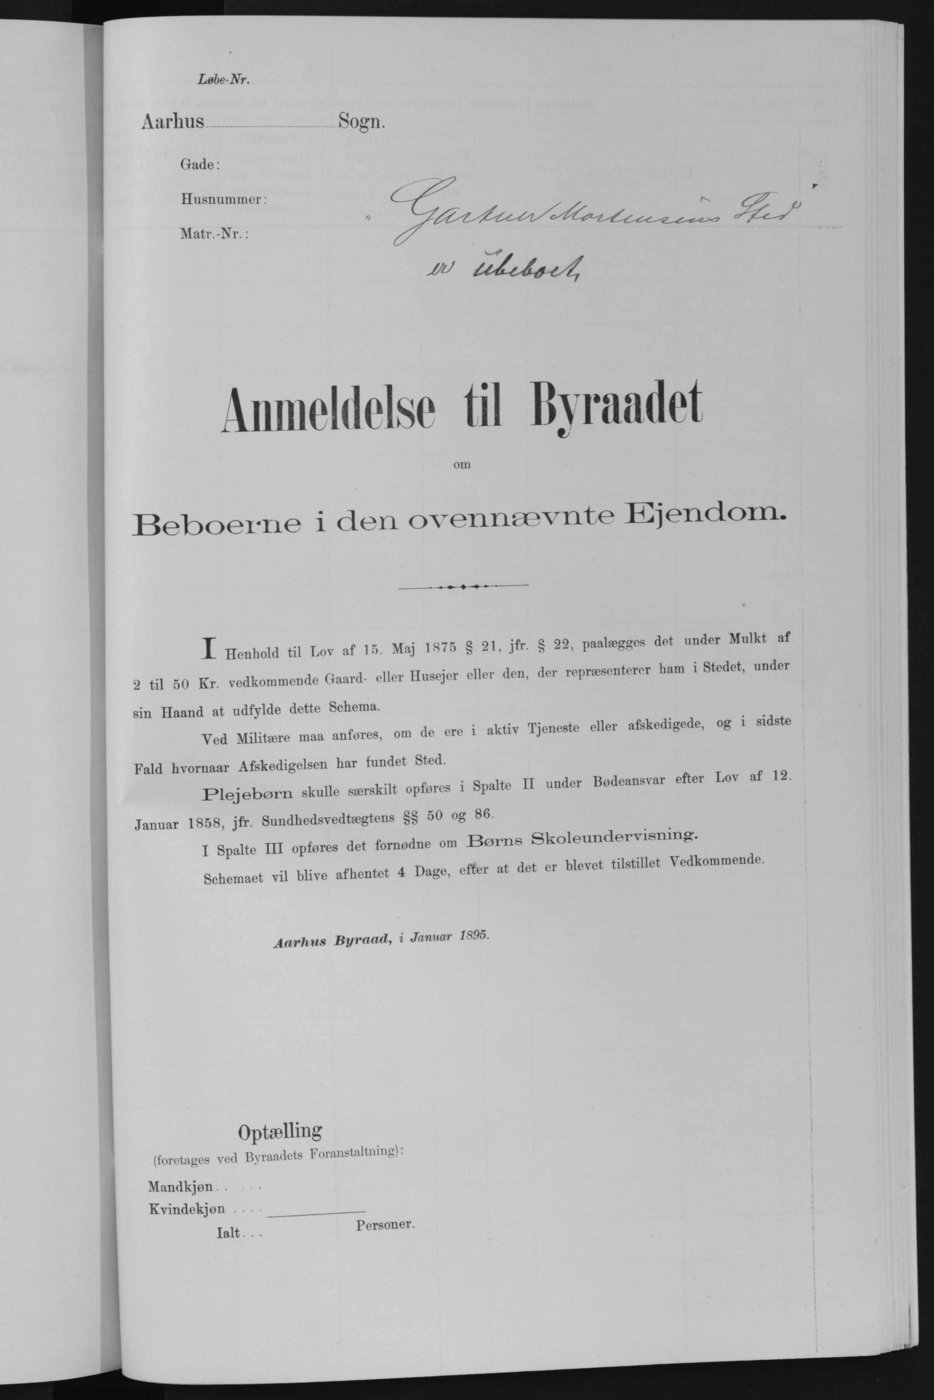 Løbe-Nr.
Aarhus Sogn.
Gade:
Husnummer:
„ Gartner Mortensens Sted"
Matr.-Nr.:
er ubeboet,
Anmeldelse til Byraadet
om
Beboerne i den ovennævnte Ejendom.
I Henhold til Lov af 15. Maj 1875 § 21, jfr. § 22, paalægges det under Mulkt af
2 til 50 Kr. vedkommende Gaard- eller Husejer eller den, der repræsenterer ham i Stedet, under
sin Haand at udfylde dette Schema.
Ved Militære maa anføres, om de ere i aktiv Tjeneste eller afskedigede, og i sidste
Fald hvornaar Afskedigelsen har fundet Sted.
Plejebørn skulle særskilt opføres i Spalte II under Bødeansvar efter Lov af 12.
Januar 1858, jfr. Sundhedsvedtægtens §§ 50 og 86.
I Spalte III opføres det fornødne om Børns Skoleundervisning.
Schemaet vil blive afhentet 4 Dage, efter at det er blevet tilstillet Vedkommende.
Aarhus Byraad, i Januar 1895.
Optælling
(foretages ved Byraadets Foranstaltning):
Mandkjøn......
Kvindekjøn ....
Ialt... Personer.